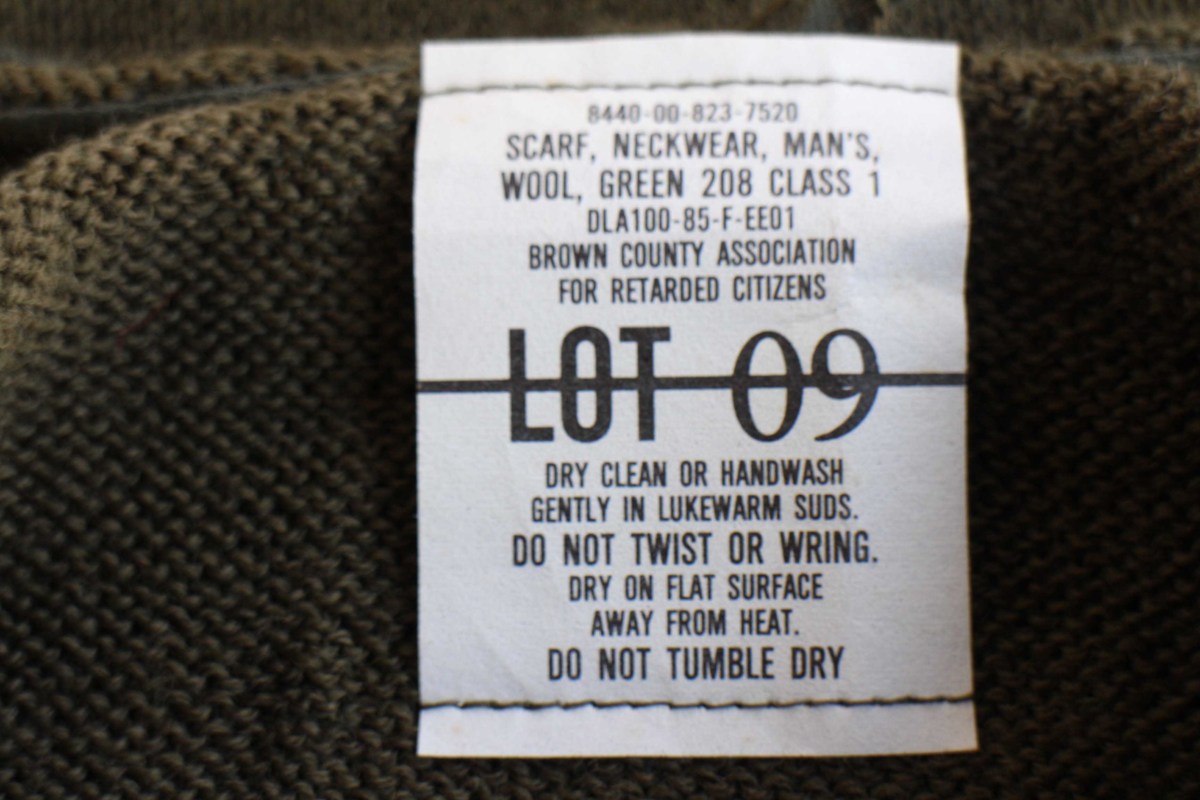 8440-00-823-7520
SCARF, NECKWEAR, MAN'S,
WOOL, GREEN 208 CLASS 1
DLA100-85-F-EE01
BROWN COUNTY ASSOCIATION
FOR RETARDED CITIZENS
LOT 09
DRY CLEAN OR HANDWASH
GENTLY IN LUKEWARM SUDS.
DO NOT TWIST OR WRING.
DRY ON FLAT SURFACE
AWAY FROM HEAT.
DO NOT TUMBLE DRY